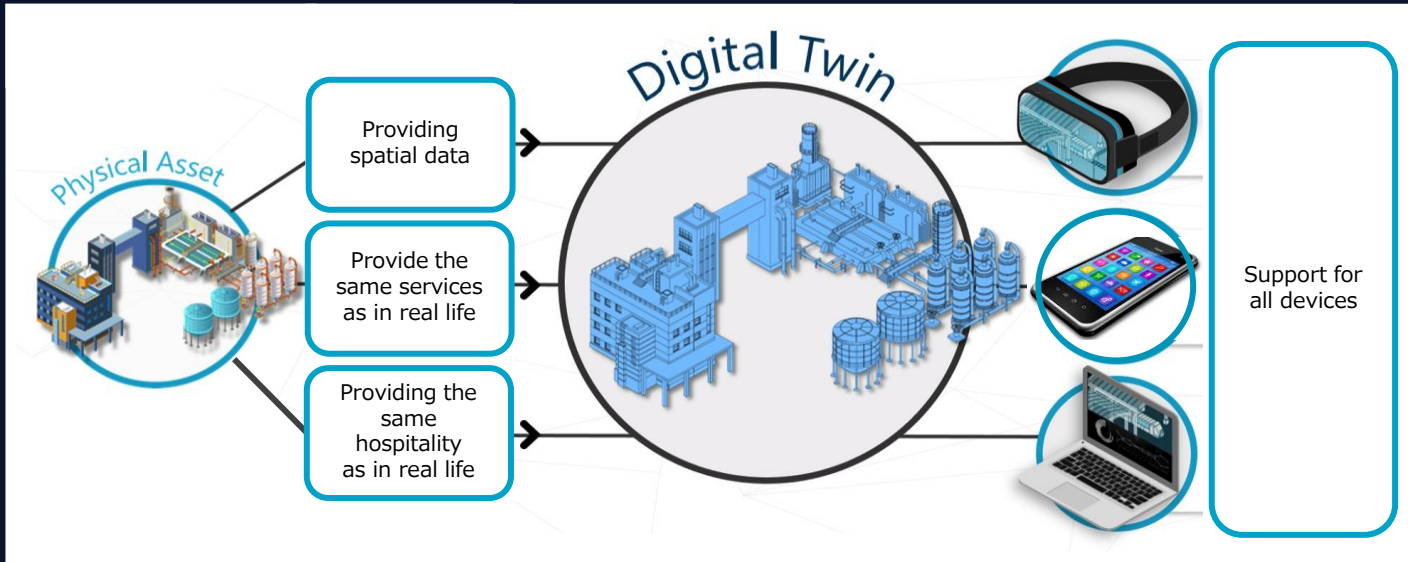 Physical Asset
Providing
spatial data
Provide the
same services
as in real life
Providing the
same
hospitality
as in real life
Digital Twin
Support for
all devices